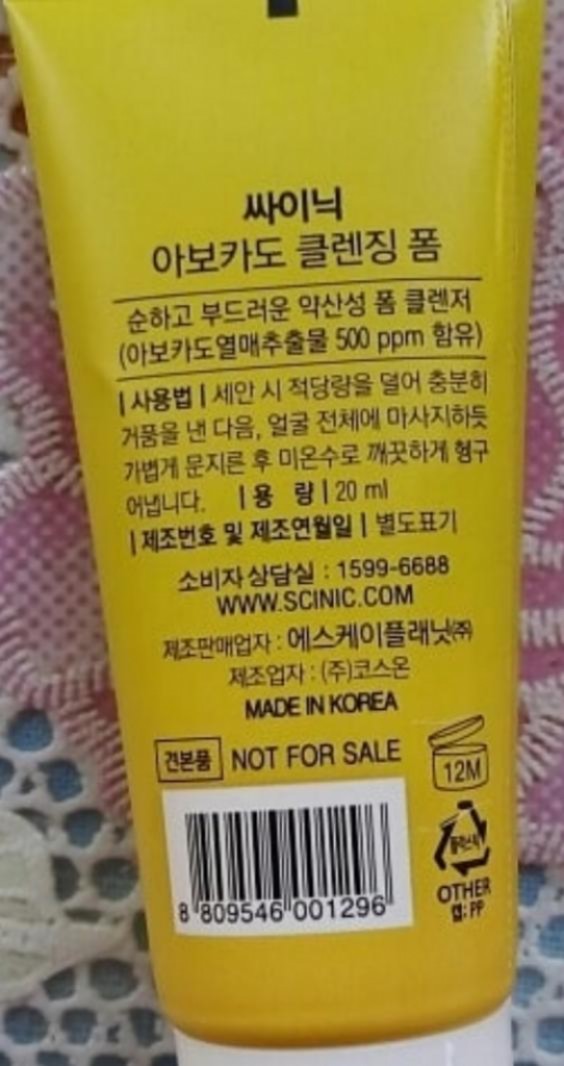 싸이닉
아보카도 클렌징 폼
순하고 부드러운 약산성 폼 클렌저
(아보카도열매추출물 500 ppm 함유)
| 사용법 | 세안 시 적당량을 덜어 충분히
거품을 낸 다음, 얼굴 전체에 마사지하듯
가볍게 문지른 후 미온수로 깨끗하게 헹구
어냅니다. | 용 량 | 20 ml
| 제조번호 및 제조연월일 | 별도표기
소비자상담실 : 1599-6688
WWW.SCINIC.COM
제조판매업자 : 에스케이플래닛㈜
제조업자 : (주)코스온
MADE IN KOREA
견본품 NOT FOR SALE
12M
플라스틱
OTHER
캡: PP
8 809546 001296